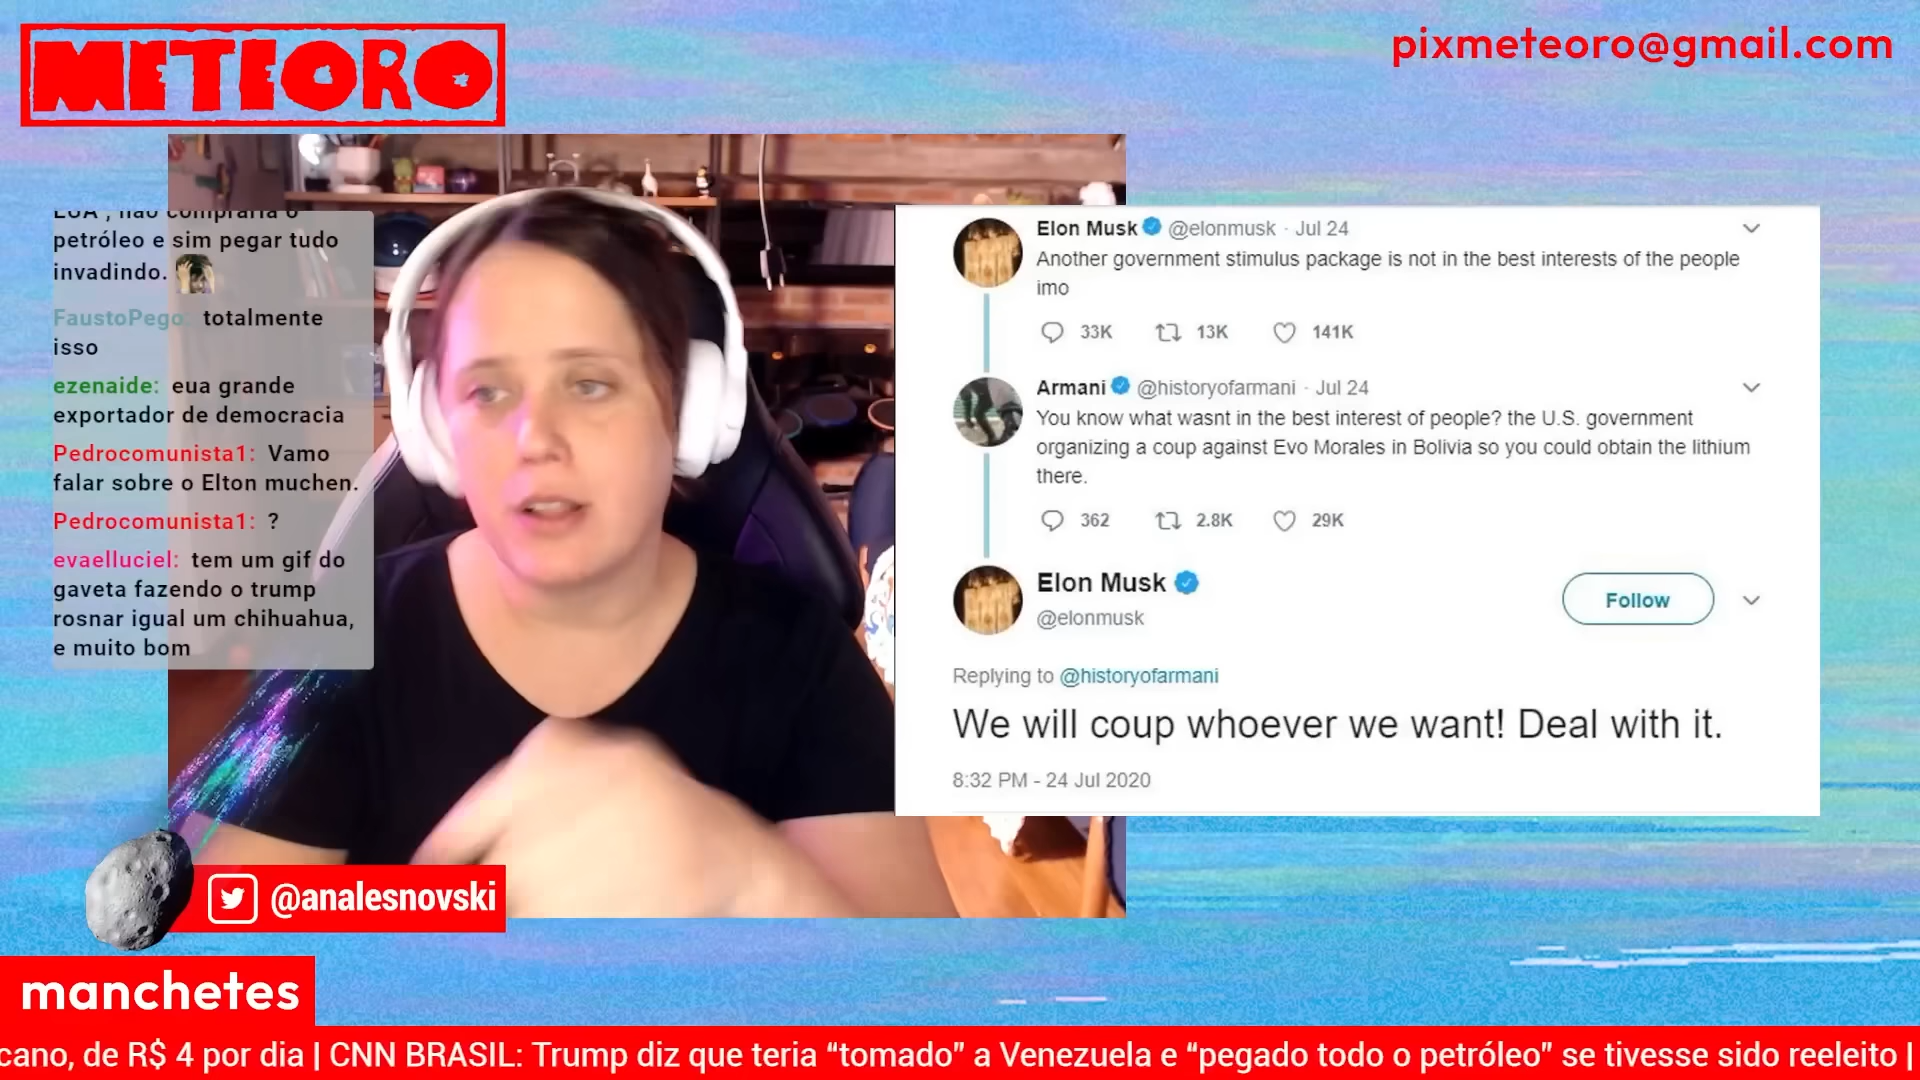 METEORO
pixmeteoro@gmail.com
EUA , não compraria o
petróleo e sim pegar tudo
invadindo.
FaustoPego: totalmente
isso
ezenaide: eua grande
exportador de democracia
Pedrocomunista1: Vamo
falar sobre o Elton muchen.
Pedrocomunista1: ?
evaelluciel: tem um gif do
gaveta fazendo o trump
rosnar igual um chihuahua,
e muito bom
Elon Musk @elonmusk · Jul 24
Another government stimulus package is not in the best interests of the people
imo
33K 13K 141K
Armani @historyofarmani · Jul 24
You know what wasnt in the best interest of people? the U.S. government
organizing a coup against Evo Morales in Bolivia so you could obtain the lithium
there.
362 2.8K 29K
Elon Musk
@elonmusk
Follow
Replying to @historyofarmani
We will coup whoever we want! Deal with it.
8:32 PM - 24 Jul 2020
@analesnovski
manchetes
cano, de R$ 4 por dia | CNN BRASIL: Trump diz que teria “tomado” a Venezuela e “pegado todo o petróleo” se tivesse sido reeleito |